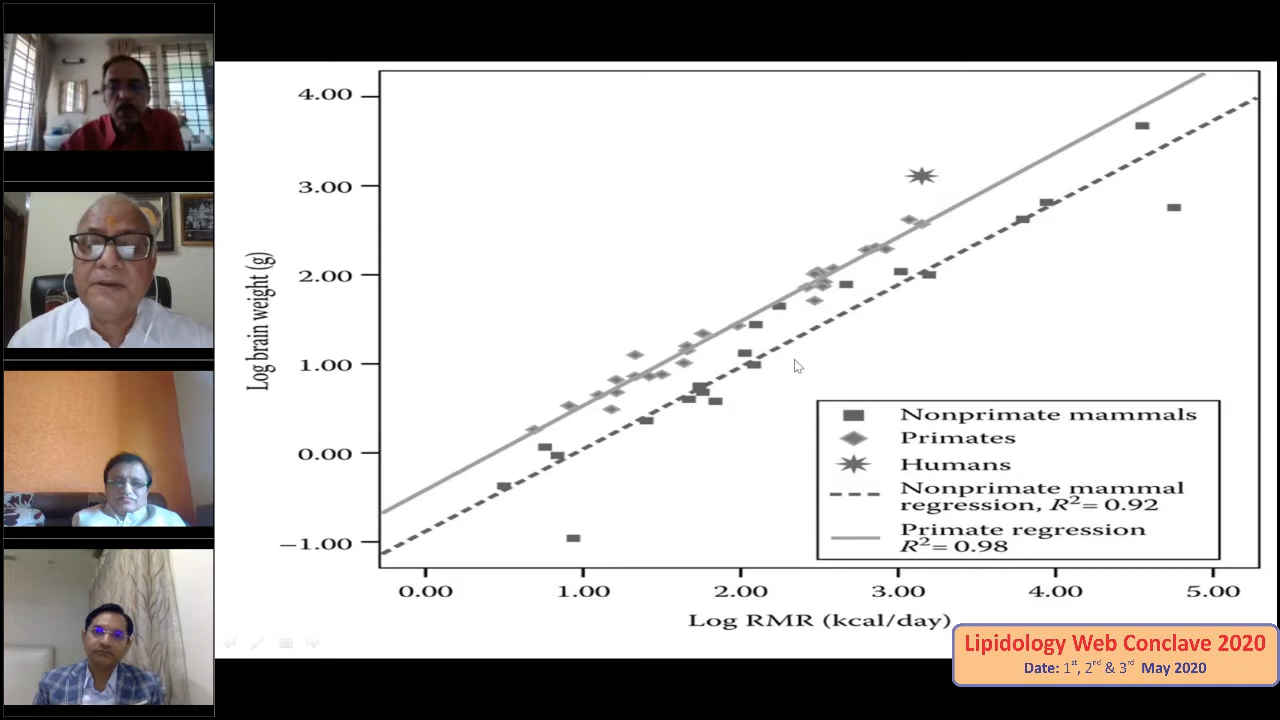 4.00
3.00
2.00
1.00
0.00
−1.00
Log brain weight (g)
0.00 1.00 2.00 3.00 4.00 5.00
Log RMR (kcal/day)
Nonprimate mammals
Primates
Humans
Nonprimate mammal
regression, R²= 0.92
Primate regression
R²= 0.98
Lipidology Web Conclave 2020
Date: 1st, 2nd & 3rd May 2020